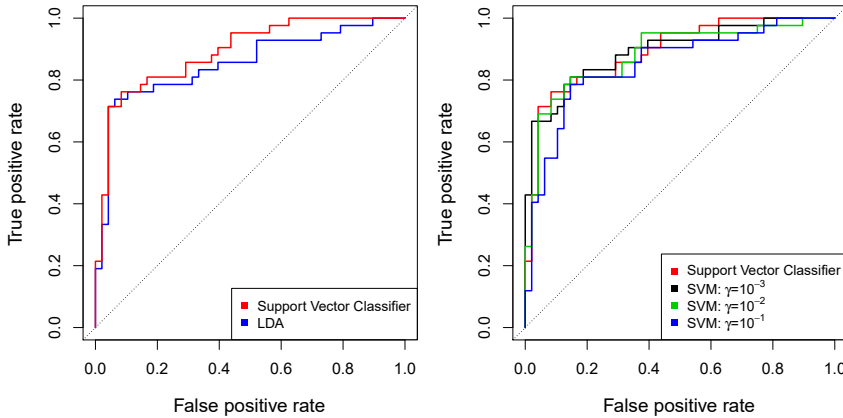 True positive rate
0.0 0.2 0.4 0.6 0.8 1.0
0.0 0.2 0.4 0.6 0.8 1.0
False positive rate
Support Vector Classifier
LDA
True positive rate
0.0 0.2 0.4 0.6 0.8 1.0
0.0 0.2 0.4 0.6 0.8 1.0
False positive rate
Support Vector Classifier
SVM: γ=10⁻³
SVM: γ=10⁻²
SVM: γ=10⁻¹